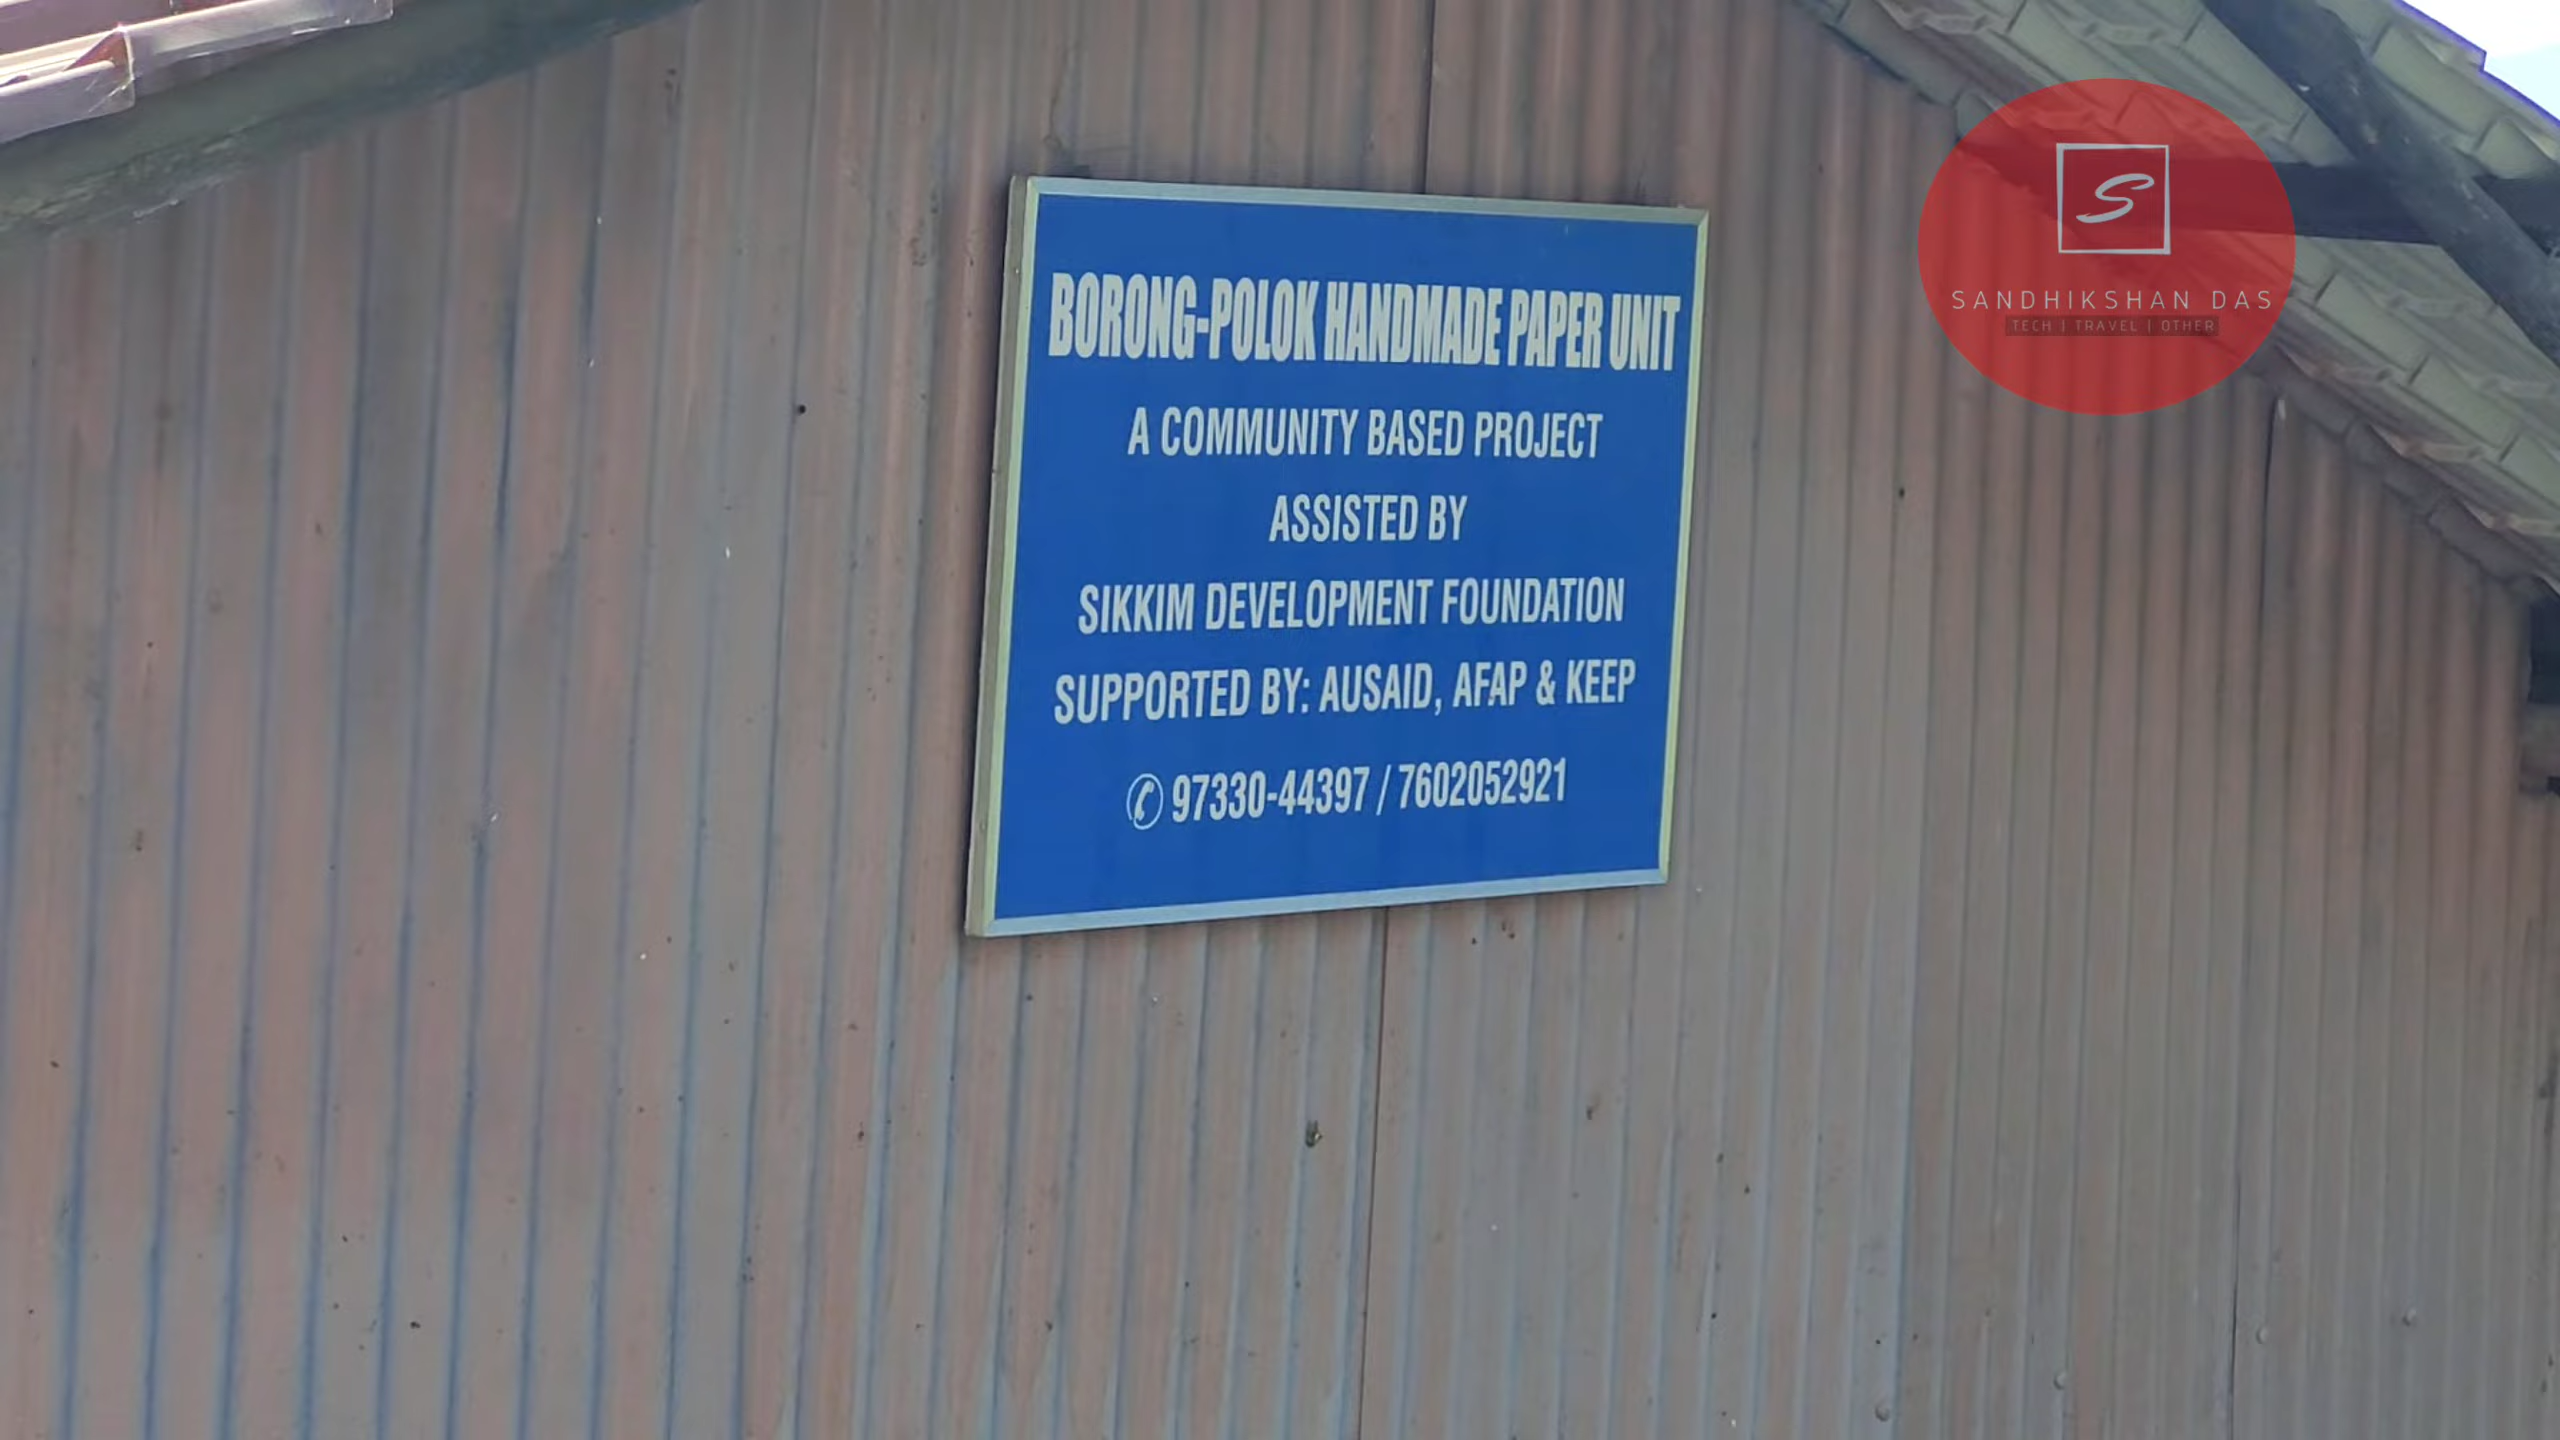 BORONG-POLOK HANDMADE PAPER UNIT
A COMMUNITY BASED PROJECT
ASSISTED BY
SIKKIM DEVELOPMENT FOUNDATION
SUPPORTED BY: AUSAID, AFAP & KEEP
✆ 97330-44397 / 7602052921
S
SANDHIKSHAN DAS
TECH | TRAVEL | OTHER